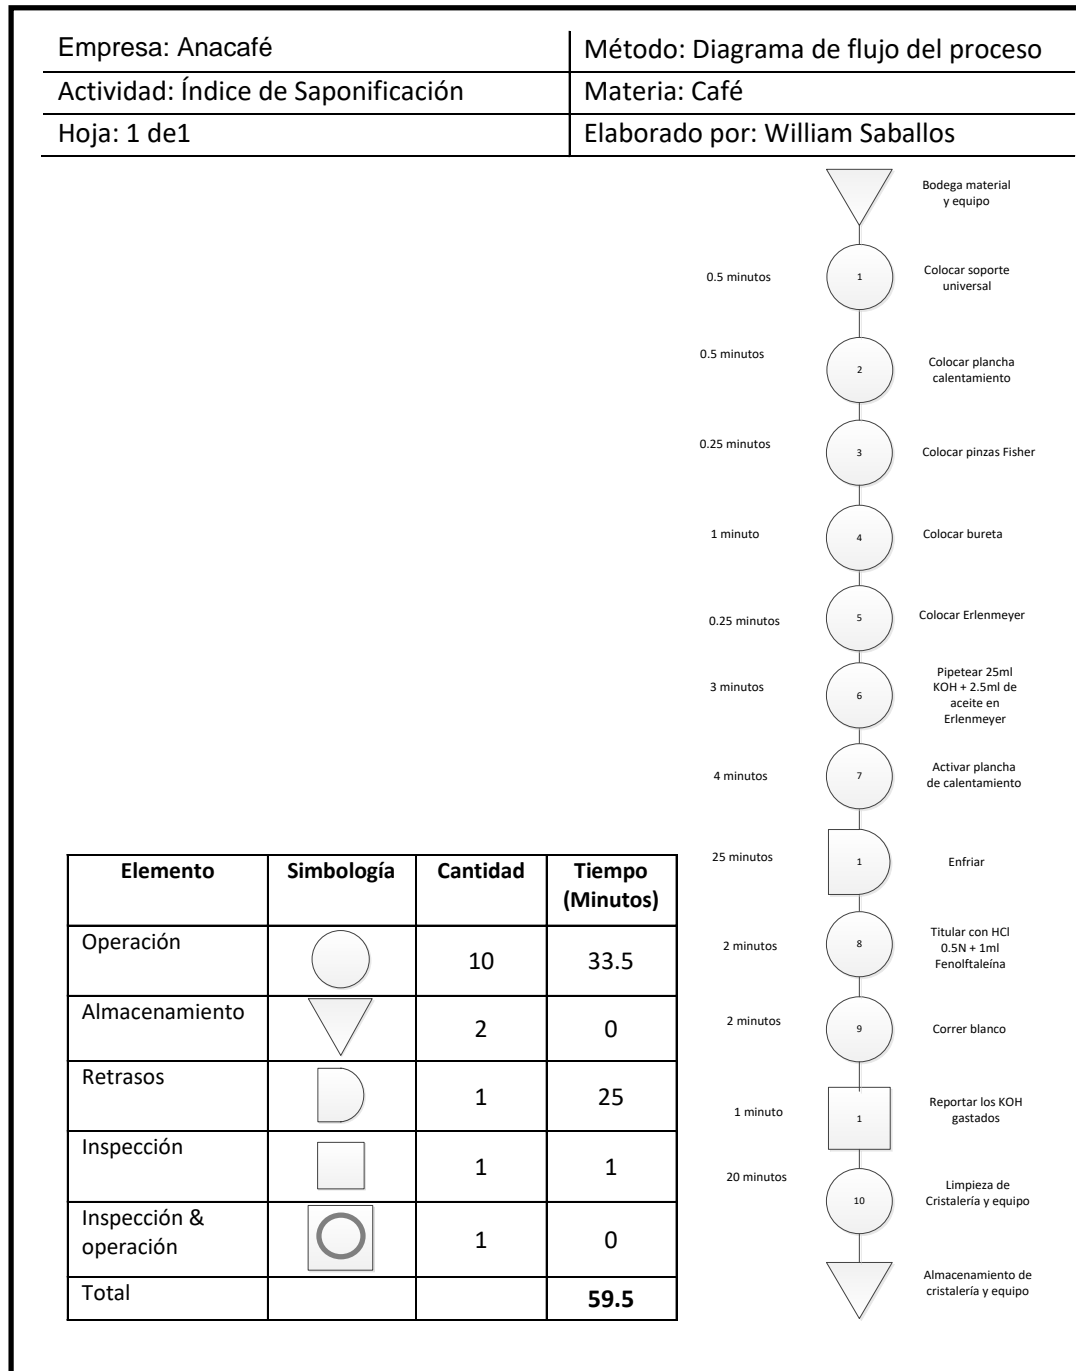 Empresa: Anacafé
Método: Diagrama de flujo del proceso
Actividad: Índice de Saponificación
Materia: Café
Hoja: 1 de1
Elaborado por: William Saballos
Bodega material
y equipo
0.5 minutos
1
Colocar soporte
universal
0.5 minutos
2
Colocar plancha
calentamiento
0.25 minutos
3
Colocar pinzas Fisher
1 minuto
4
Colocar bureta
0.25 minutos
5
Colocar Erlenmeyer
3 minutos
6
Pipetear 25ml
KOH + 2.5ml de
aceite en
Erlenmeyer
4 minutos
7
Activar plancha
de calentamiento
25 minutos
1
Enfriar
2 minutos
8
Titular con HCl
0.5N + 1ml
Fenolftaleína
2 minutos
9
Correr blanco
1 minuto
1
Reportar los KOH
gastados
20 minutos
10
Limpieza de
Cristalería y equipo
Almacenamiento de
cristalería y equipo
Elemento Simbología Cantidad Tiempo
(Minutos)
Operación 10 33.5
Almacenamiento 2 0
Retrasos 1 25
Inspección 1 1
Inspección &
operación 1 0
Total 59.5